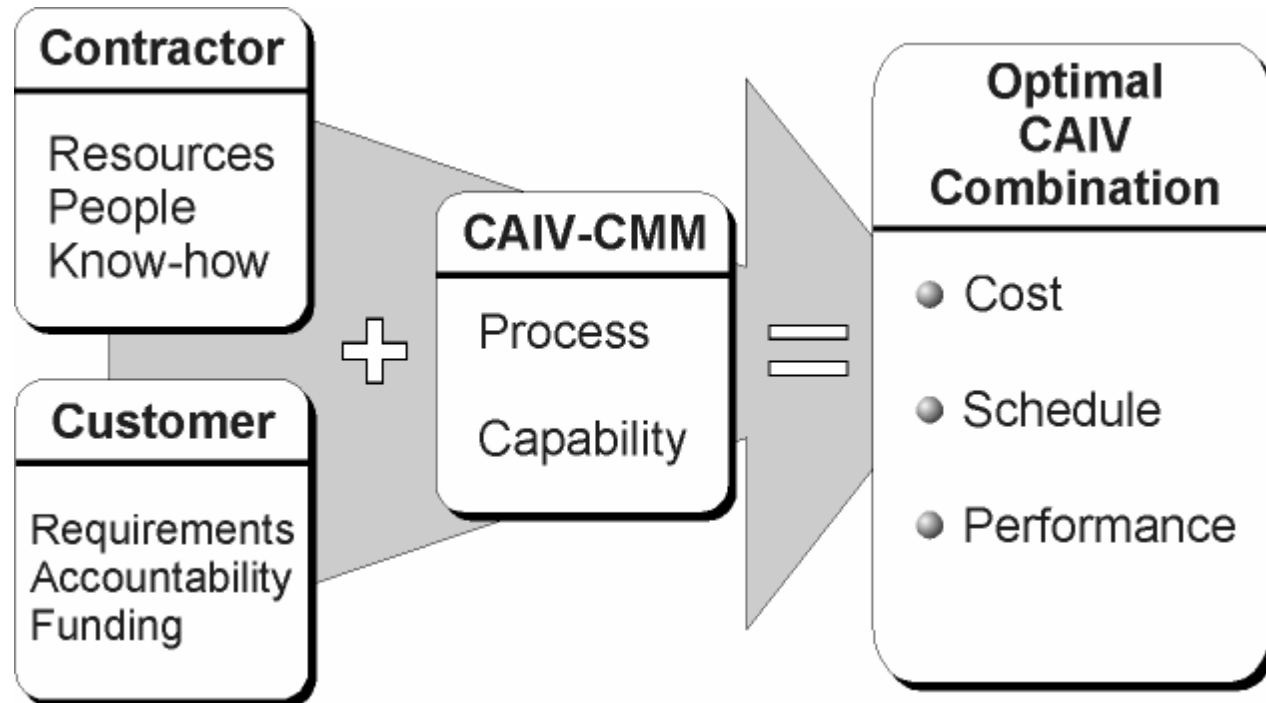 Contractor
Resources
People
Know-how
Customer
Requirements
Accountability
Funding
+
CAIV-CMM
Process
Capability
=
Optimal
CAIV
Combination
Cost
Schedule
Performance